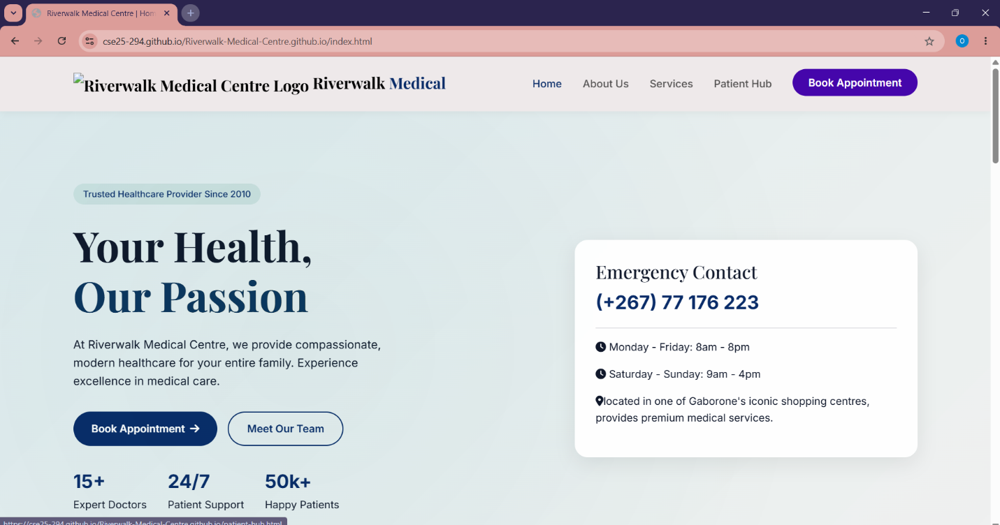 Riverwalk Medical Centre | Hom
cse25-294.github.io/Riverwalk-Medical-Centre.github.io/index.html
O
Riverwalk Medical Centre Logo Riverwalk Medical
Home About Us Services Patient Hub Book Appointment
Trusted Healthcare Provider Since 2010
Your Health,
Our Passion
At Riverwalk Medical Centre, we provide compassionate,
modern healthcare for your entire family. Experience
excellence in medical care.
Book Appointment →
Meet Our Team
15+ 24/7 50k+
Expert Doctors Patient Support Happy Patients
Emergency Contact
(+267) 77 176 223
Monday - Friday: 8am - 8pm
Saturday - Sunday: 9am - 4pm
located in one of Gaborone's iconic shopping centres,
provides premium medical services.
https://cse25-294.github.io/Riverwalk-Medical-Centre.github.io/patient-hub.html